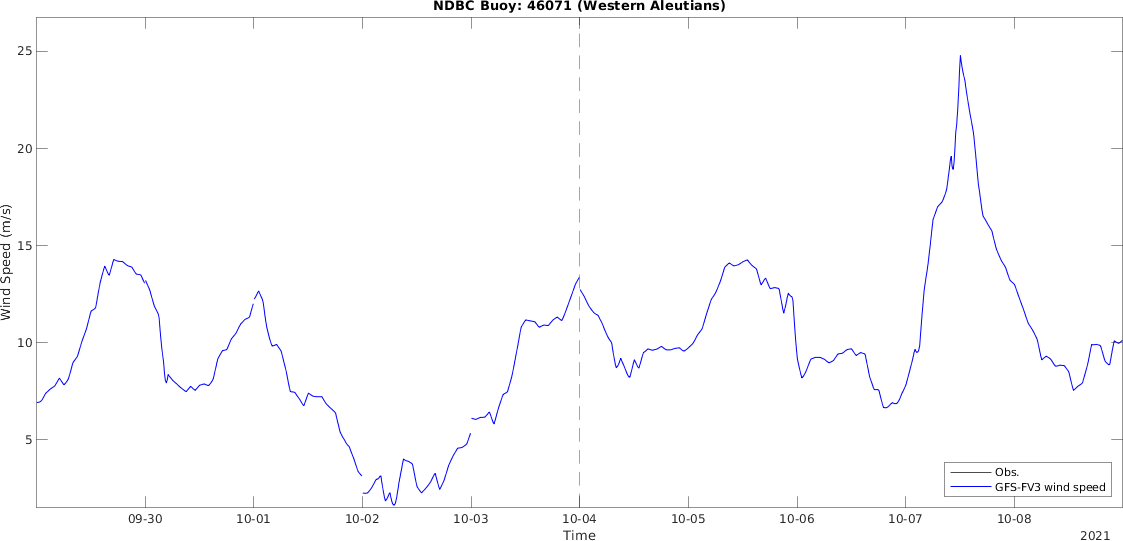 NDBC Buoy: 46071 (Western Aleutians)
Wind Speed (m/s)
25
20
15
10
5
Obs.
GFS-FV3 wind speed
09-30 10-01 10-02 10-03 10-04 10-05 10-06 10-07 10-08
Time
2021